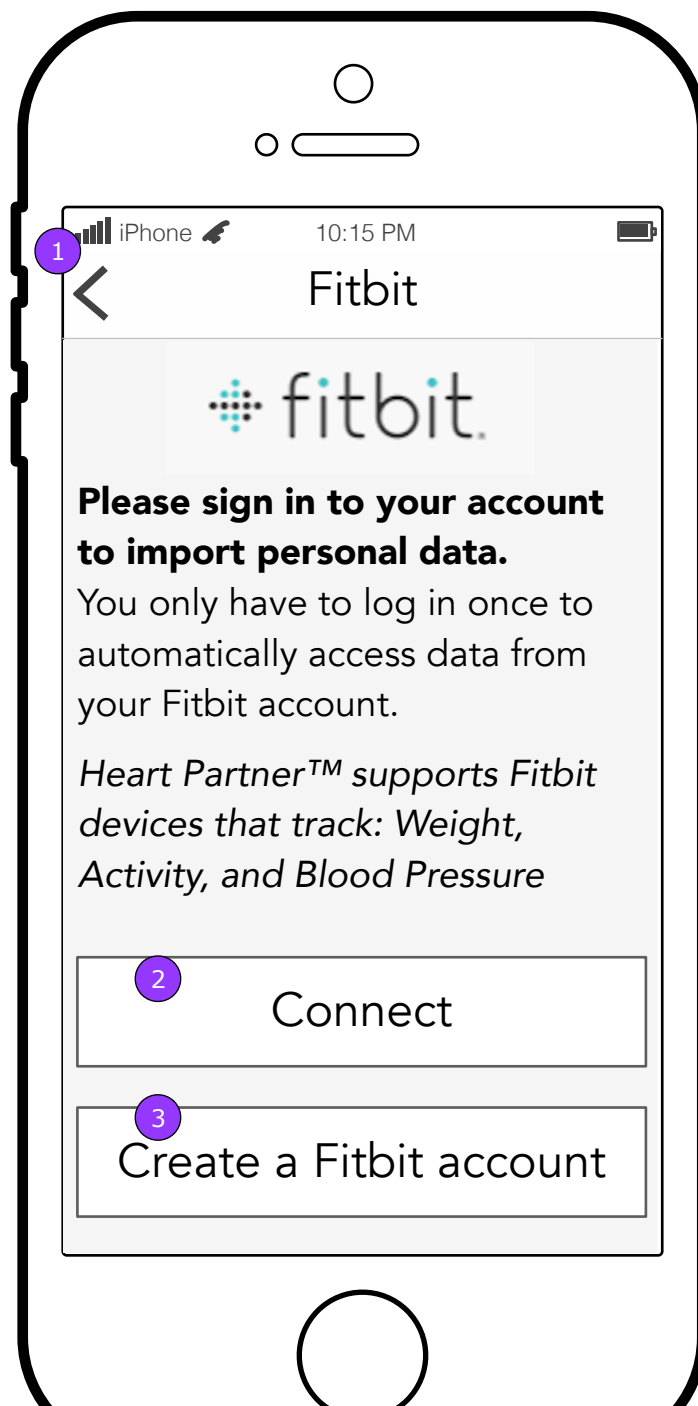 iPhone 10:15 PM
1
Fitbit
fitbit.
Please sign in to your account
to import personal data.
You only have to log in once to
automatically access data from
your Fitbit account.
Heart Partner™ supports Fitbit
devices that track: Weight,
Activity, and Blood Pressure
2
Connect
3
Create a Fitbit account